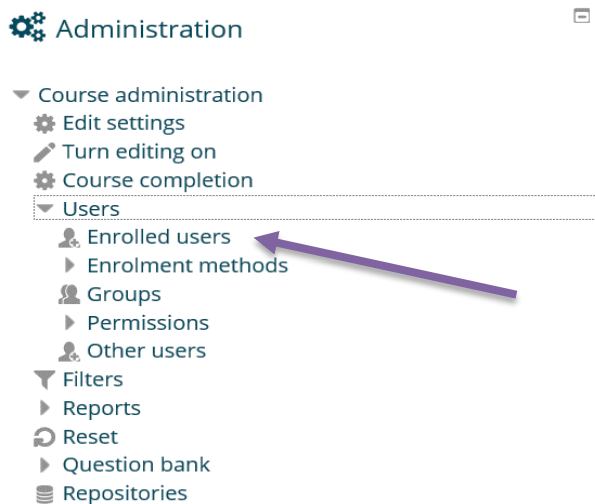 Administration
Course administration
Edit settings
Turn editing on
Course completion
Users
Enrolled users
Enrolment methods
Groups
Permissions
Other users
Filters
Reports
Reset
Question bank
Repositories